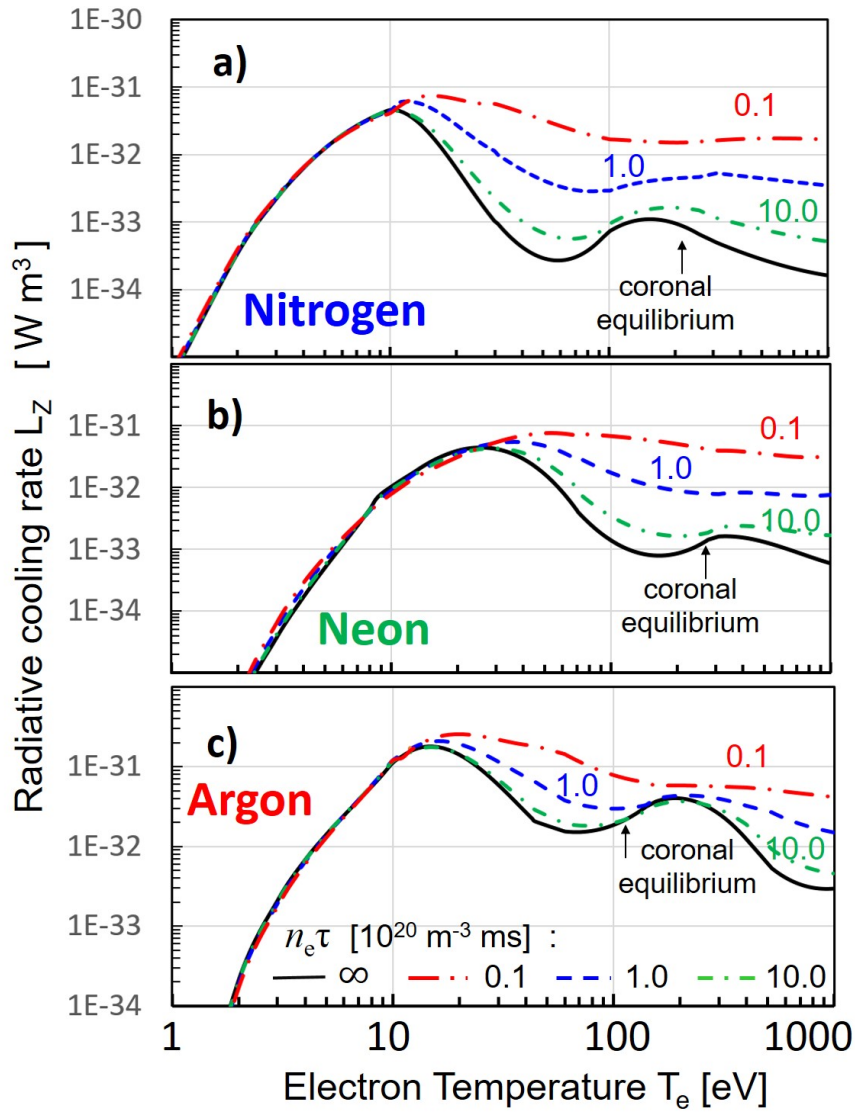 Radiative cooling rate L_Z [ W m³ ]
1E-30
1E-31
1E-32
1E-33
1E-34
a)
0.1
1.0
10.0
coronal
equilibrium
Nitrogen
1E-31
1E-32
1E-33
1E-34
b)
0.1
1.0
10.0
coronal
equilibrium
Neon
1E-31
1E-32
1E-33
1E-34
c)
0.1
1.0
10.0
Argon
coronal
equilibrium
n_e τ [10²⁰ m⁻³ ms] :
∞ 0.1 1.0 10.0
1 10 100 1000
Electron Temperature T_e [eV]